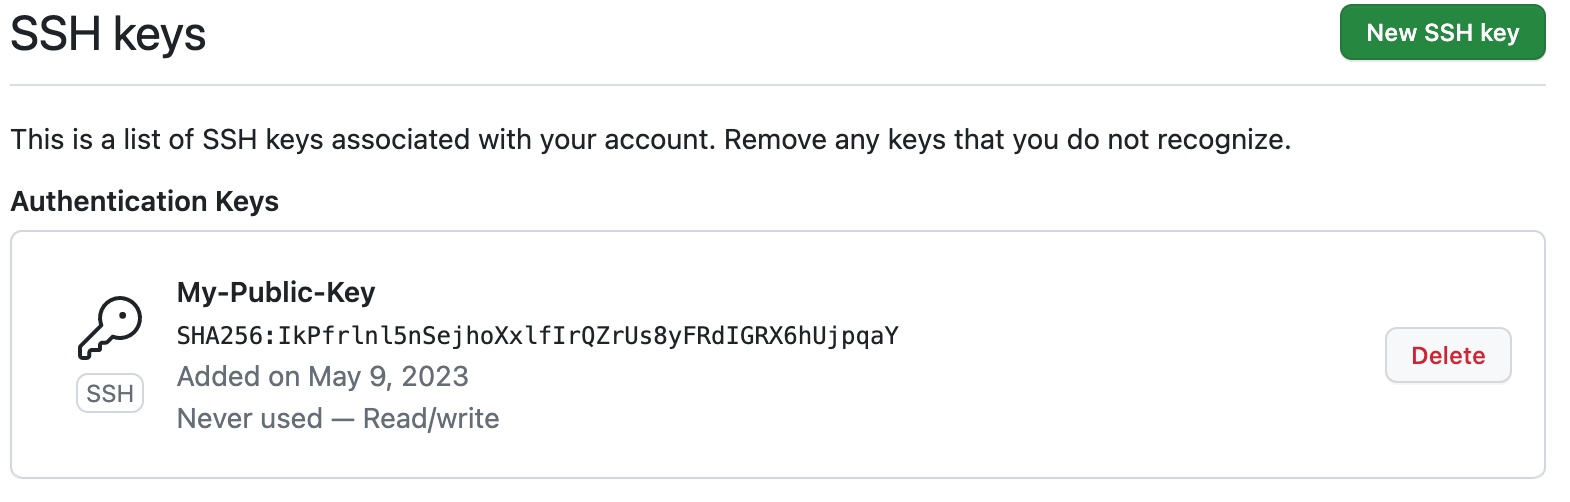 SSH keys
New SSH key
This is a list of SSH keys associated with your account. Remove any keys that you do not recognize.
Authentication Keys
My-Public-Key
SHA256:IkPfrlnl5nSejhoXxlfIrQZrUs8yFRdIGRX6hUjpqaY
Added on May 9, 2023
Never used — Read/write
SSH
Delete